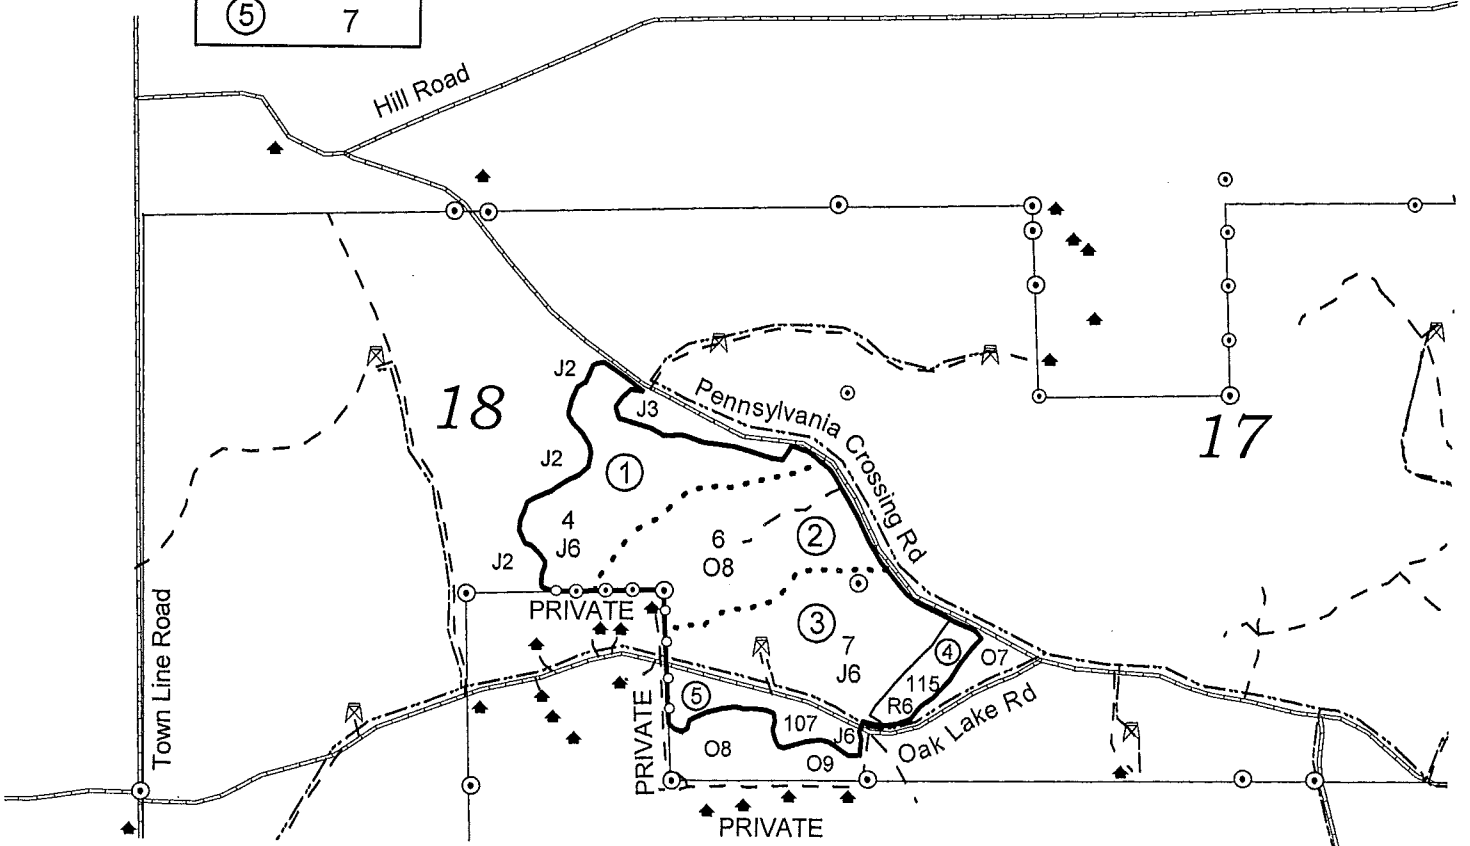 ⑤ 7
Hill Road
J2
J3
Pennsylvania Crossing Rd
18
17
J2
①
4
J6
J2
6
O8
②
PRIVATE
③
7
J6
④
O7
115
R6
Town Line Road
PRIVATE
⑤
107
J6
O8
O9
Oak Lake Rd
PRIVATE